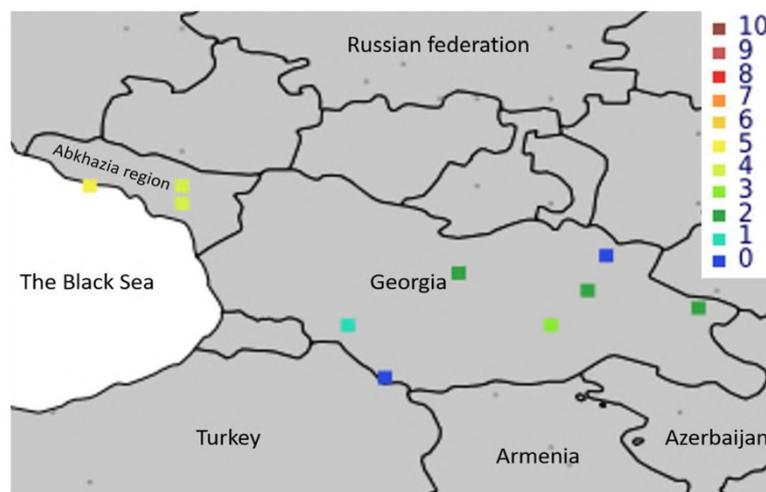 Russian federation
Abkhazia region
The Black Sea
Georgia
Turkey
Armenia
Azerbaijan
10
9
8
7
6
5
4
3
2
1
0